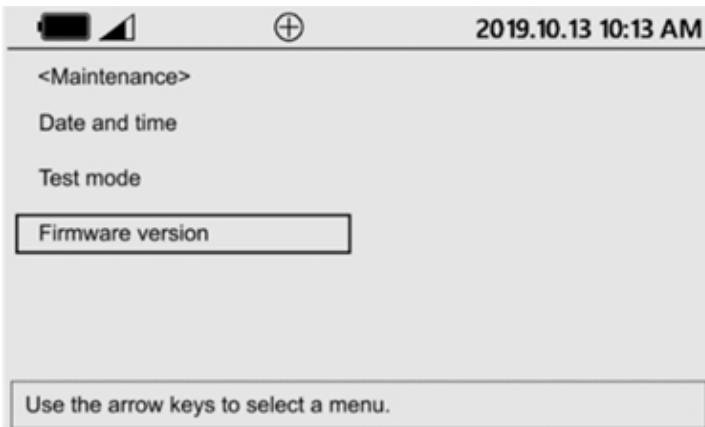 2019.10.13 10:13 AM
<Maintenance>
Date and time
Test mode
Firmware version
Use the arrow keys to select a menu.